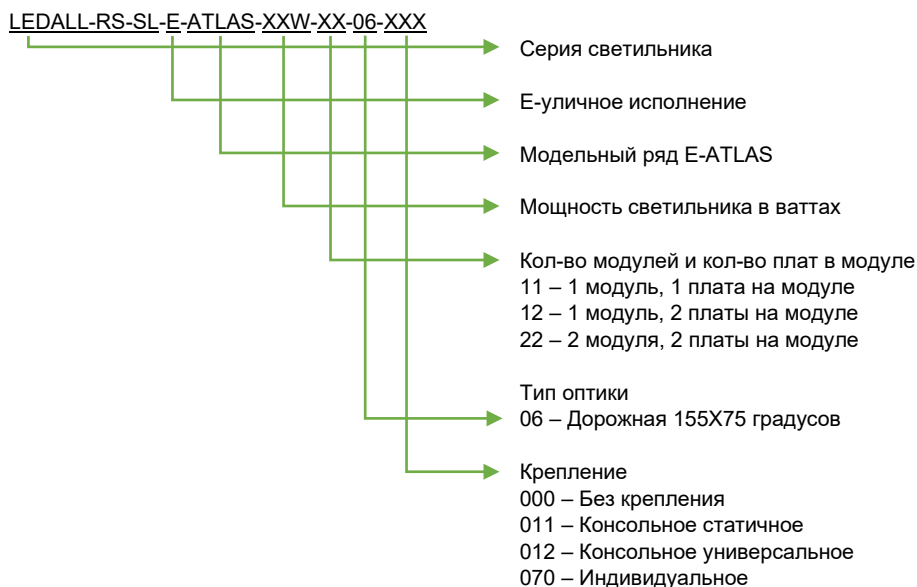 LEDALL-RS-SL-E-ATLAS-XXW-XX-06-XXX
Серия светильника
Е-уличное исполнение
Модельный ряд E-ATLAS
Мощность светильника в ваттах
Кол-во модулей и кол-во плат в модуле
11 – 1 модуль, 1 плата на модуле
12 – 1 модуль, 2 платы на модуле
22 – 2 модуля, 2 платы на модуле
Тип оптики
06 – Дорожная 155X75 градусов
Крепление
000 – Без крепления
011 – Консольное статичное
012 – Консольное универсальное
070 – Индивидуальное